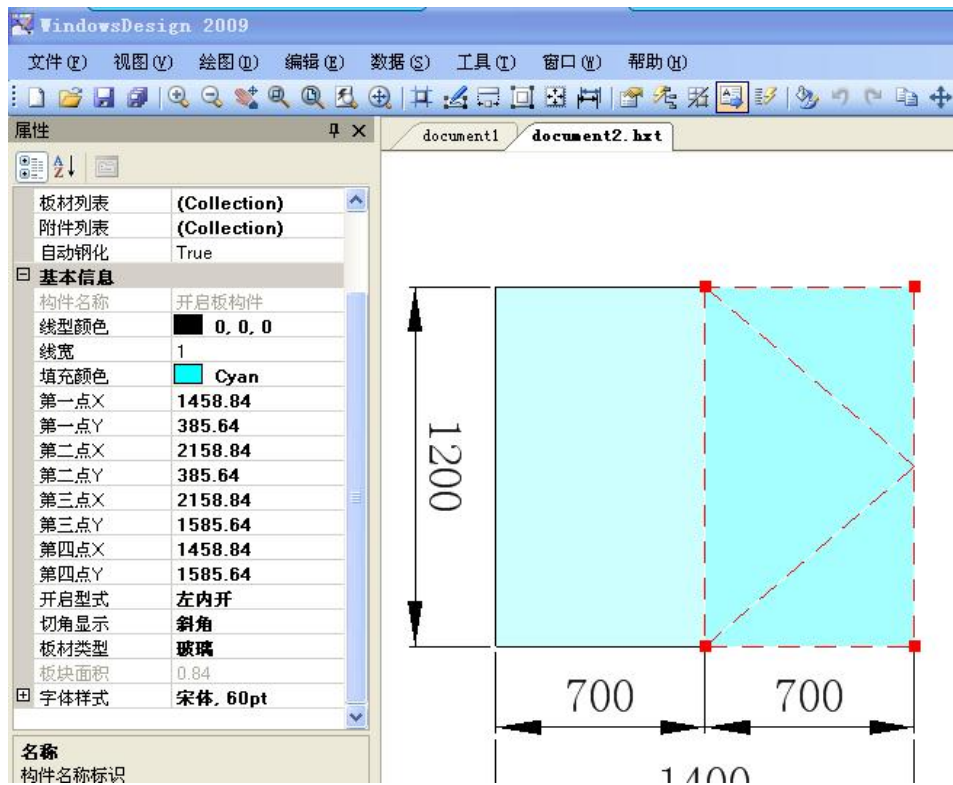 WindowsDesign 2009
文件(F) 视图(V) 绘图(D) 编辑(E) 数据(S) 工具(T) 窗口(W) 帮助(H)
属性
document1 document2.hxt
板材列表 (Collection)
附件列表 (Collection)
自动钢化 True
基本信息
构件名称 开启板构件
线型颜色 0, 0, 0
线宽 1
填充颜色 Cyan
第一点X 1458.84
第一点Y 385.64
第二点X 2158.84
第二点Y 385.64
第三点X 2158.84
第三点Y 1585.64
第四点X 1458.84
第四点Y 1585.64
开启型式 左内开
切角显示 斜角
板材类型 玻璃
板块面积 0.84
字体样式 宋体, 60pt
名称
构件名称标识
1200
700 700
1400